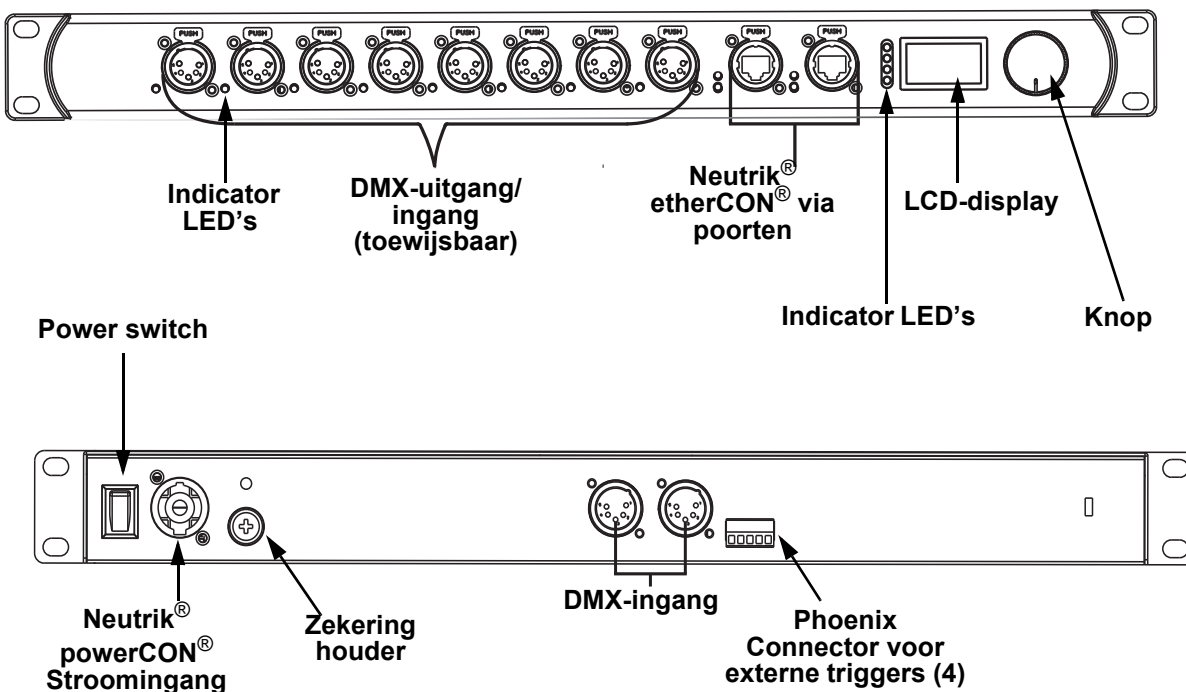 PUSH PUSH PUSH PUSH PUSH PUSH PUSH PUSH PUSH PUSH
Indicator
LED's
DMX-uitgang/
ingang
(toewijsbaar)
Neutrik®
etherCON® via
poorten
LCD-display
Indicator LED's
Knop
Power switch
Neutrik®
powerCON®
Stroomingang
Zekering
houder
DMX-ingang
Phoenix
Connector voor
externe triggers (4)